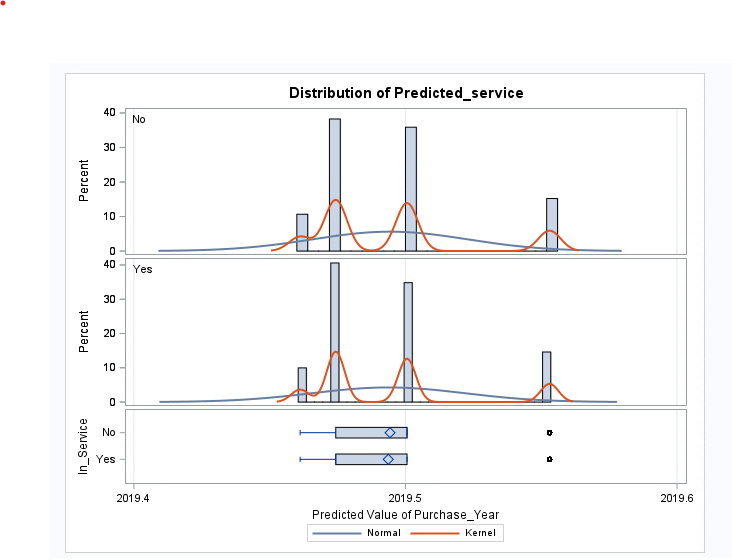 Distribution of Predicted_service
No
Percent
40
30
20
10
0
Yes
Percent
40
30
20
10
0
In_Service
No
Yes
2019.4 2019.5 2019.6
Predicted Value of Purchase_Year
Normal Kernel